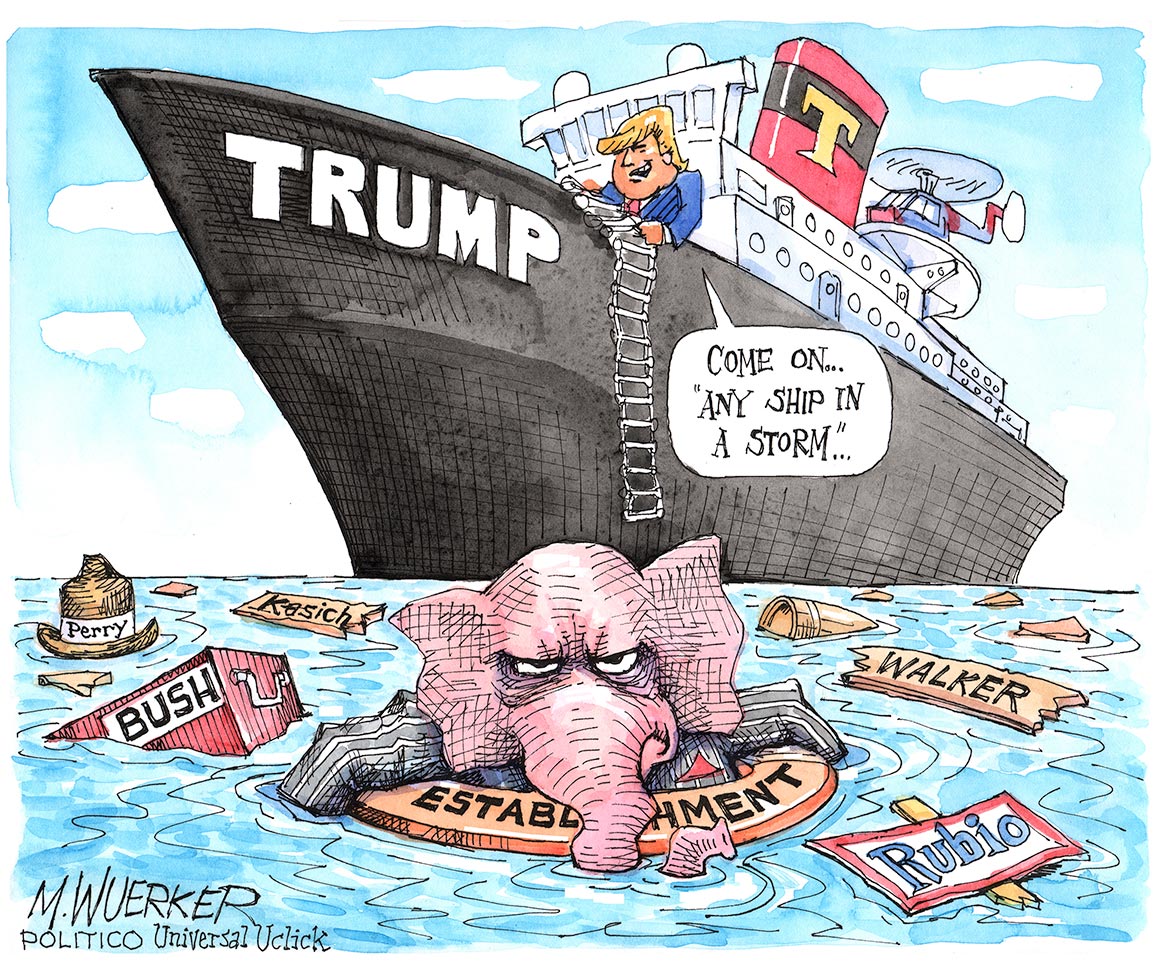 TRUMP
T
COME ON...
"ANY SHIP IN
A STORM"...
Perry
Kasich
BUSH
WALKER
ESTABL HMENT
Rubio
M.WUERKER
POLITICO Universal Uclick